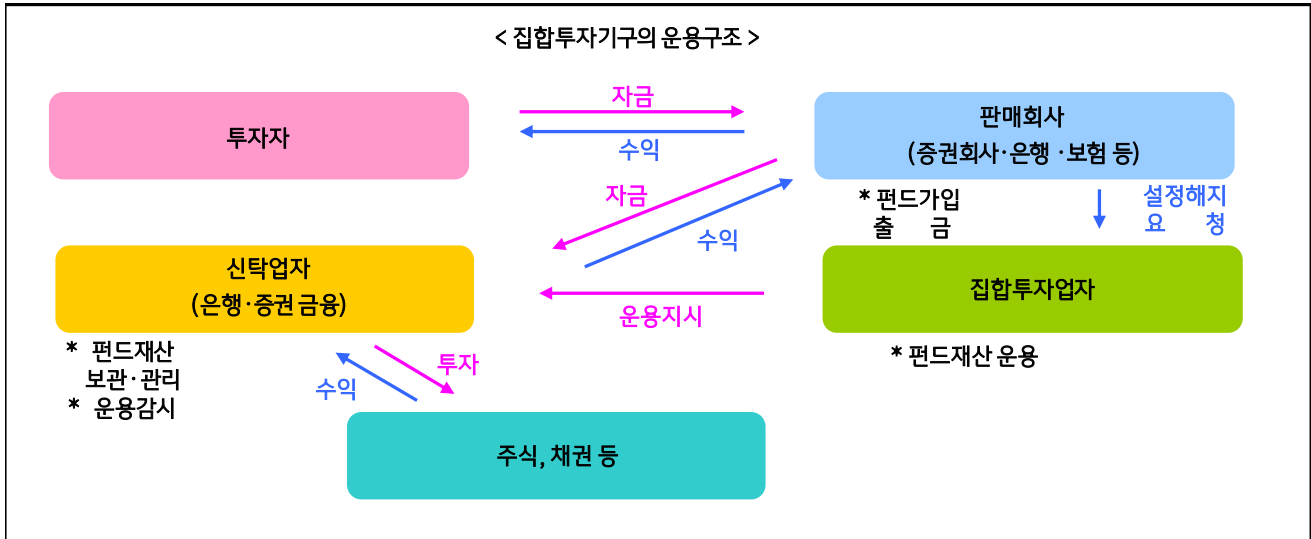 < 집합투자기구의 운용구조 >
투자자
자금
수익
판매회사
(증권회사·은행 ·보험 등)
자금
수익
* 펀드가입
출 금
설정해지
요 청
신탁업자
(은행·증권 금융)
운용지시
집합투자업자
* 펀드재산
보관·관리
* 운용감시
수익
투자
* 펀드재산 운용
주식, 채권 등